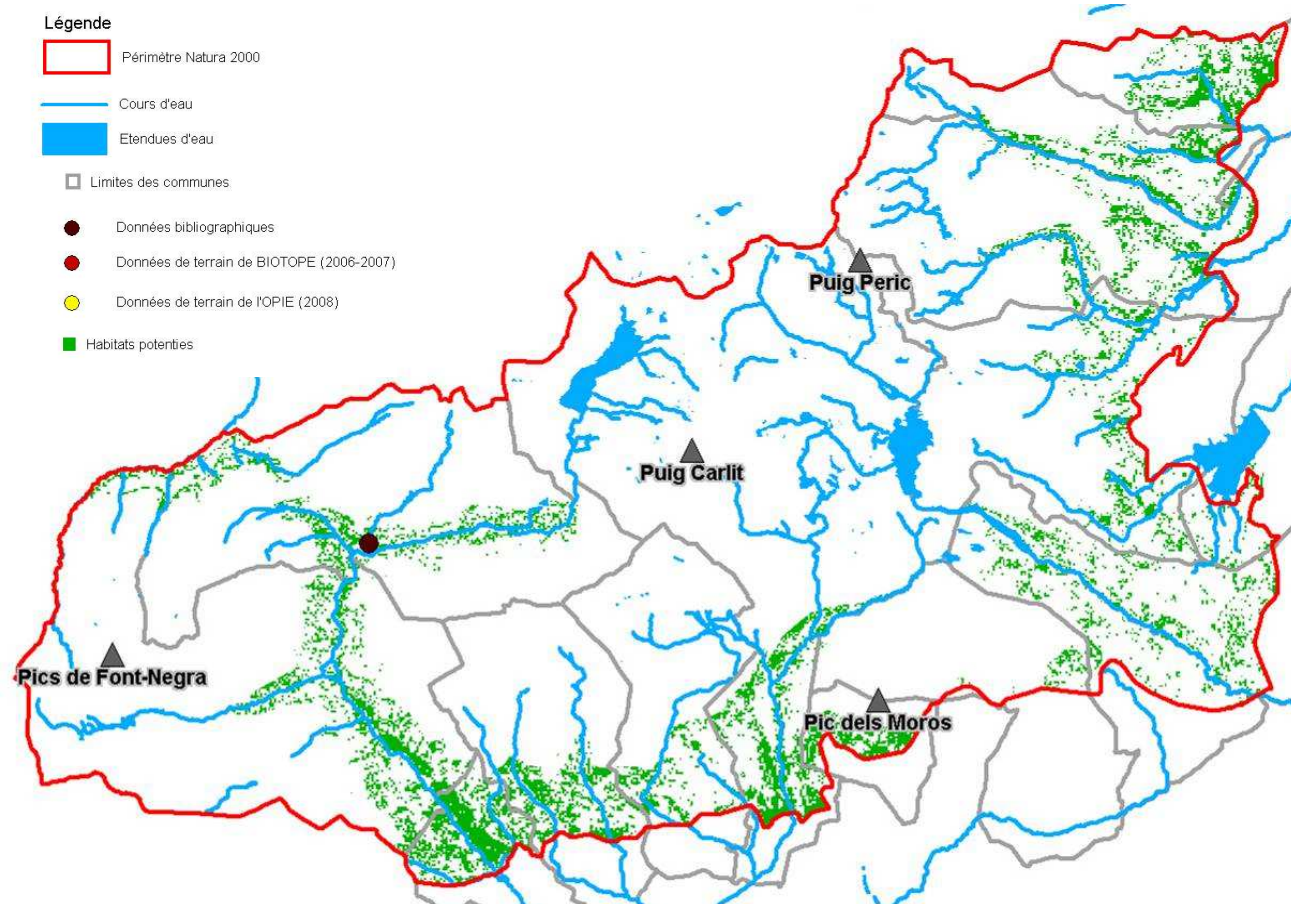 Légende
Périmètre Natura 2000
Cours d'eau
Etendues d'eau
Limites des communes
Données bibliographiques
Données de terrain de BIOTOPE (2006-2007)
Données de terrain de l'OPIE (2008)
Habitats potenties
Puig Peric
Puig Carlit
Pics de Font-Negra
Pic dels Moros